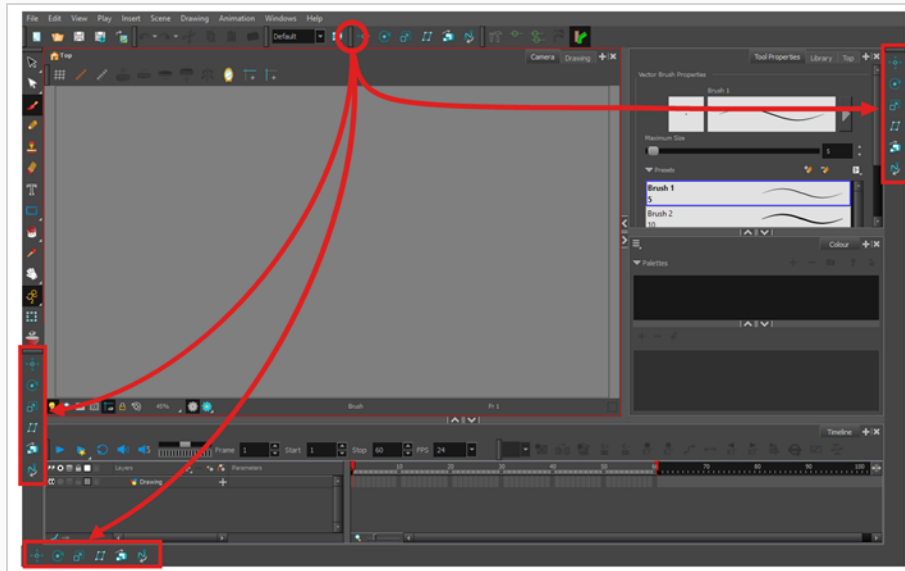 File Edit View Play Insert Scene Drawing Animation Windows Help
Default
Top
Camera Drawing
Tool Properties Library Top
Vector Brush Properties
Brush 1
Maximum Size
5
Presets
Brush 1
5
Brush 2
10
Colour
Palettes
45% Brush Fr 1
Timeline
Frame 1 Start 1 Stop 60 FPS 24
Layers Parameters
10 20 30 40 50 60 70 80 90 100
Drawing